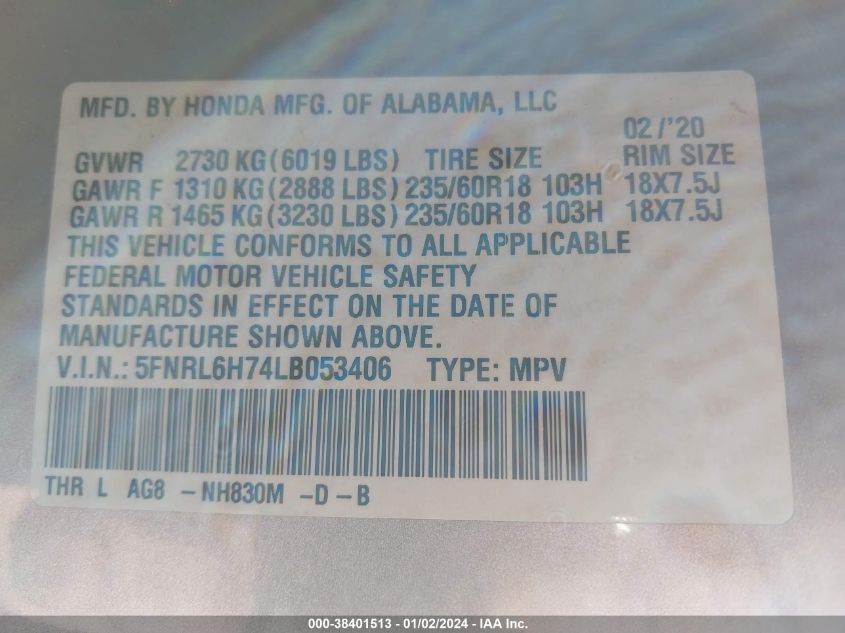 MFD. BY HONDA MFG. OF ALABAMA, LLC
02/'20
GVWR 2730 KG (6019 LBS) TIRE SIZE RIM SIZE
GAWR F 1310 KG (2888 LBS) 235/60R18 103H 18X7.5J
GAWR R 1465 KG (3230 LBS) 235/60R18 103H 18X7.5J
THIS VEHICLE CONFORMS TO ALL APPLICABLE
FEDERAL MOTOR VEHICLE SAFETY
STANDARDS IN EFFECT ON THE DATE OF
MANUFACTURE SHOWN ABOVE.
V.I.N.: 5FNRL6H74LB053406 TYPE: MPV
THR L AG8 -NH830M -D-B
000-38401513 - 01/02/2024 - IAA Inc.